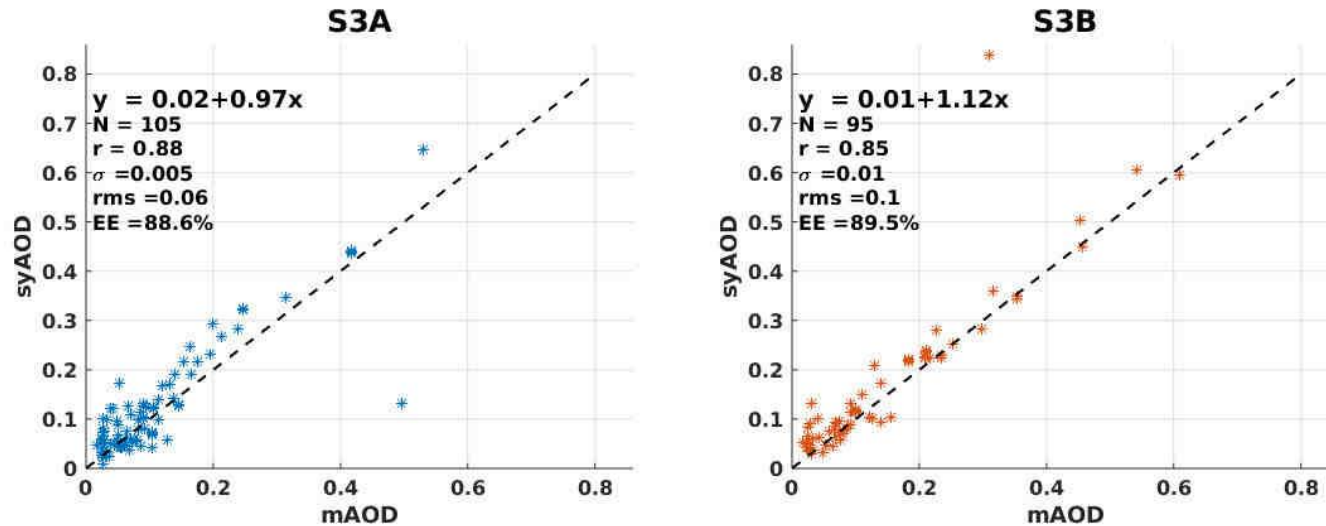 S3A
syAOD
0.8
0.7
0.6
0.5
0.4
0.3
0.2
0.1
0
y = 0.02+0.97x
N = 105
r = 0.88
σ =0.005
rms =0.06
EE =88.6%
0 0.2 0.4 0.6 0.8
mAOD
S3B
syAOD
0.8
0.7
0.6
0.5
0.4
0.3
0.2
0.1
0
y = 0.01+1.12x
N = 95
r = 0.85
σ =0.01
rms =0.1
EE =89.5%
0 0.2 0.4 0.6 0.8
mAOD